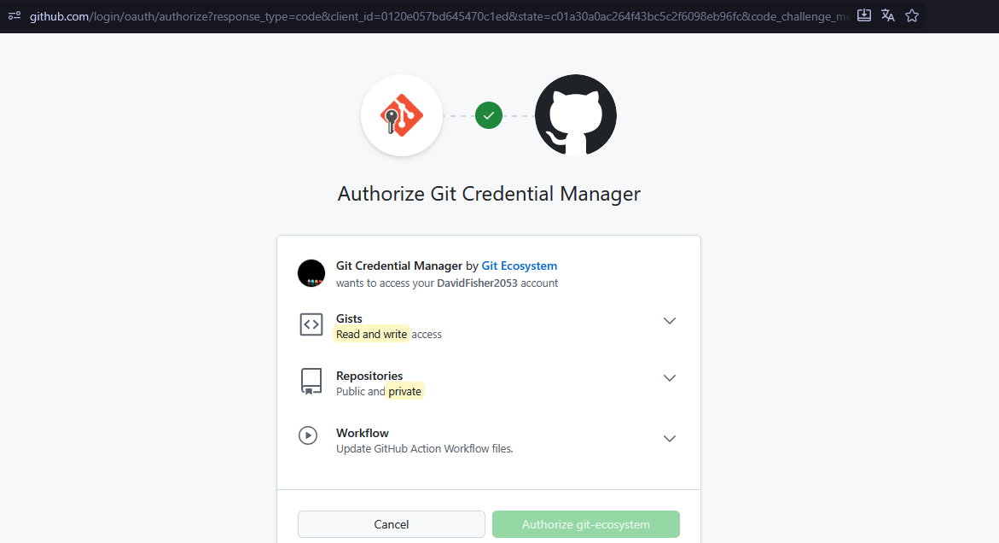 github.com/login/oauth/authorize?response_type=code&client_id=0120e057bd645470c1ed&state=c01a30a0ac264f43bc5c2f6098eb96fc&code_challenge_me
Authorize Git Credential Manager
Git Credential Manager by Git Ecosystem
wants to access your DavidFisher2053 account
Gists
Read and write access
Repositories
Public and private
Workflow
Update GitHub Action Workflow files.
Cancel Authorize git-ecosystem